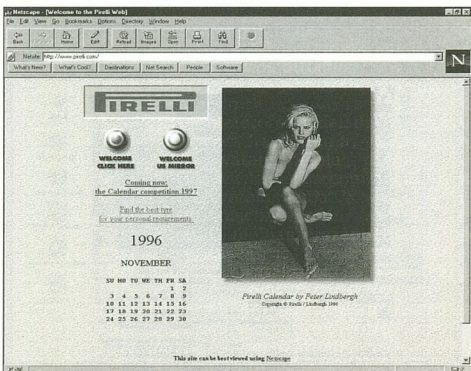 Netscape - [Welcome to the Pirelli Web]
File Edit View Go Bookmarks Options Directory Window Help
Back Home Edit Reload Images Open Print Find
Netsite: http://www.pirelli.com/
What's New? What's Cool? Destinations Net Search People Software
N
PIRELLI
WELCOME
CLICK HERE
WELCOME
US MIRROR
Coming now:
the Calendar competition 1997
Find the best tyre
for your personal requirements.
1996
NOVEMBER
SU MO TU WE TH FR SA
1 2
3 4 5 6 7 8 9
10 11 12 13 14 15 16
17 18 19 20 21 22 23
24 25 26 27 28 29 30
Pirelli Calendar by Peter Lindbergh
Copyright © Pirelli / Lindbergh 1996
This site can be best viewed using Netscape